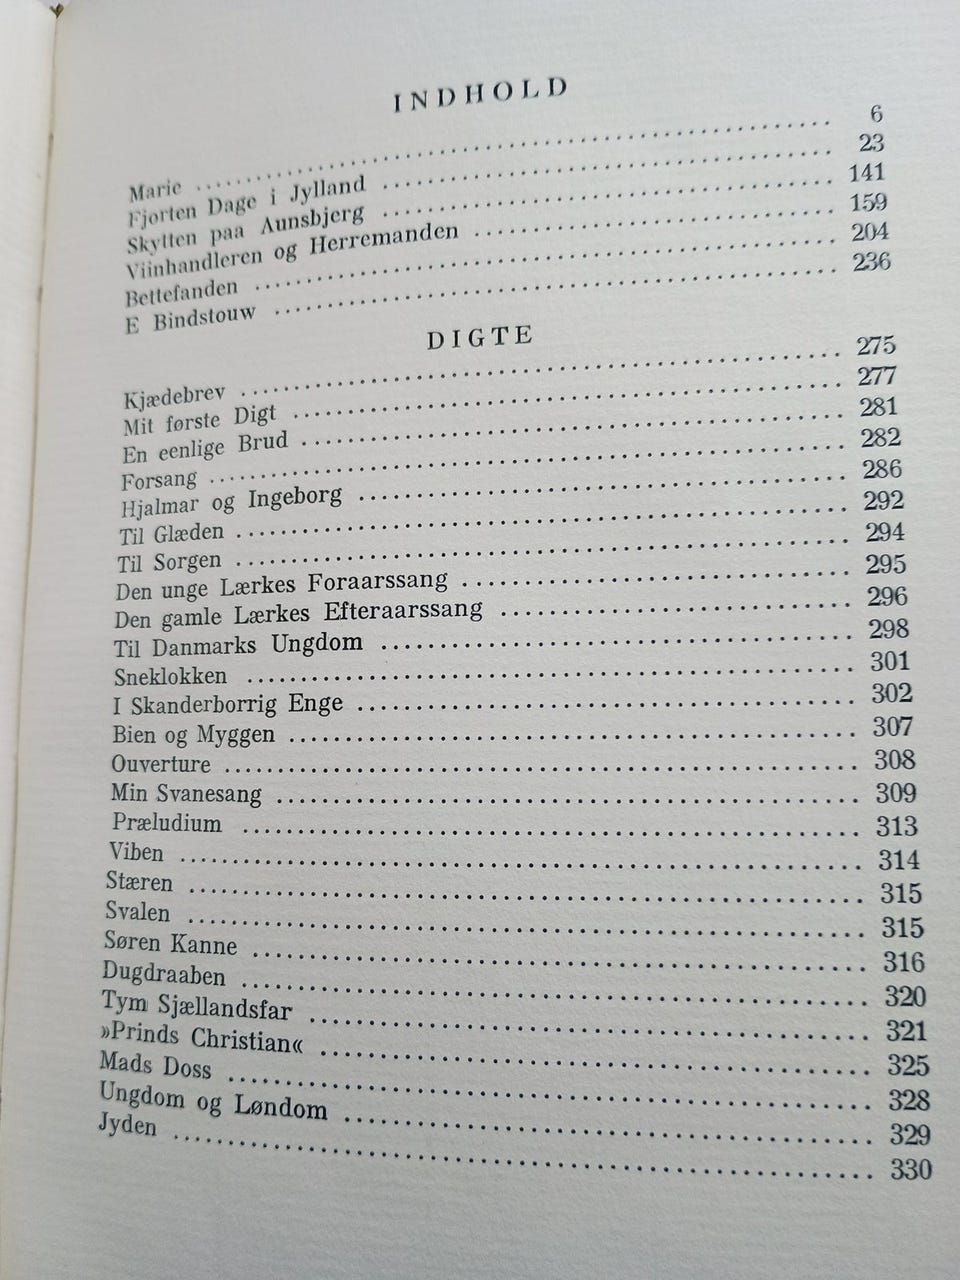 INDHOLD
Marie ........ 6
Fjorten Dage i Jylland ........ 23
Skytten paa Aunsbjerg ........ 141
Viinhandleren og Herremanden ........ 159
Bettefanden ........ 204
E Bindstouw ........ 236
DIGTE
Kjædebrev ........ 275
Mit første Digt ........ 277
En eenlige Brud ........ 281
Forsang ........ 282
Hjalmar og Ingeborg ........ 286
Til Glæden ........ 292
Til Sorgen ........ 294
Den unge Lærkes Foraarssang ........ 295
Den gamle Lærkes Efteraarssang ........ 296
Til Danmarks Ungdom ........ 298
Sneklokken ........ 301
I Skanderborrig Enge ........ 302
Bien og Myggen ........ 307
Ouverture ........ 308
Min Svanesang ........ 309
Præludium ........ 313
Viben ........ 314
Stæren ........ 315
Svalen ........ 315
Søren Kanne ........ 316
Dugdraaben ........ 320
Tym Sjællandsfar ........ 321
»Prinds Christian« ........ 325
Mads Doss ........ 328
Ungdom og Løndom ........ 329
Jyden ........ 330